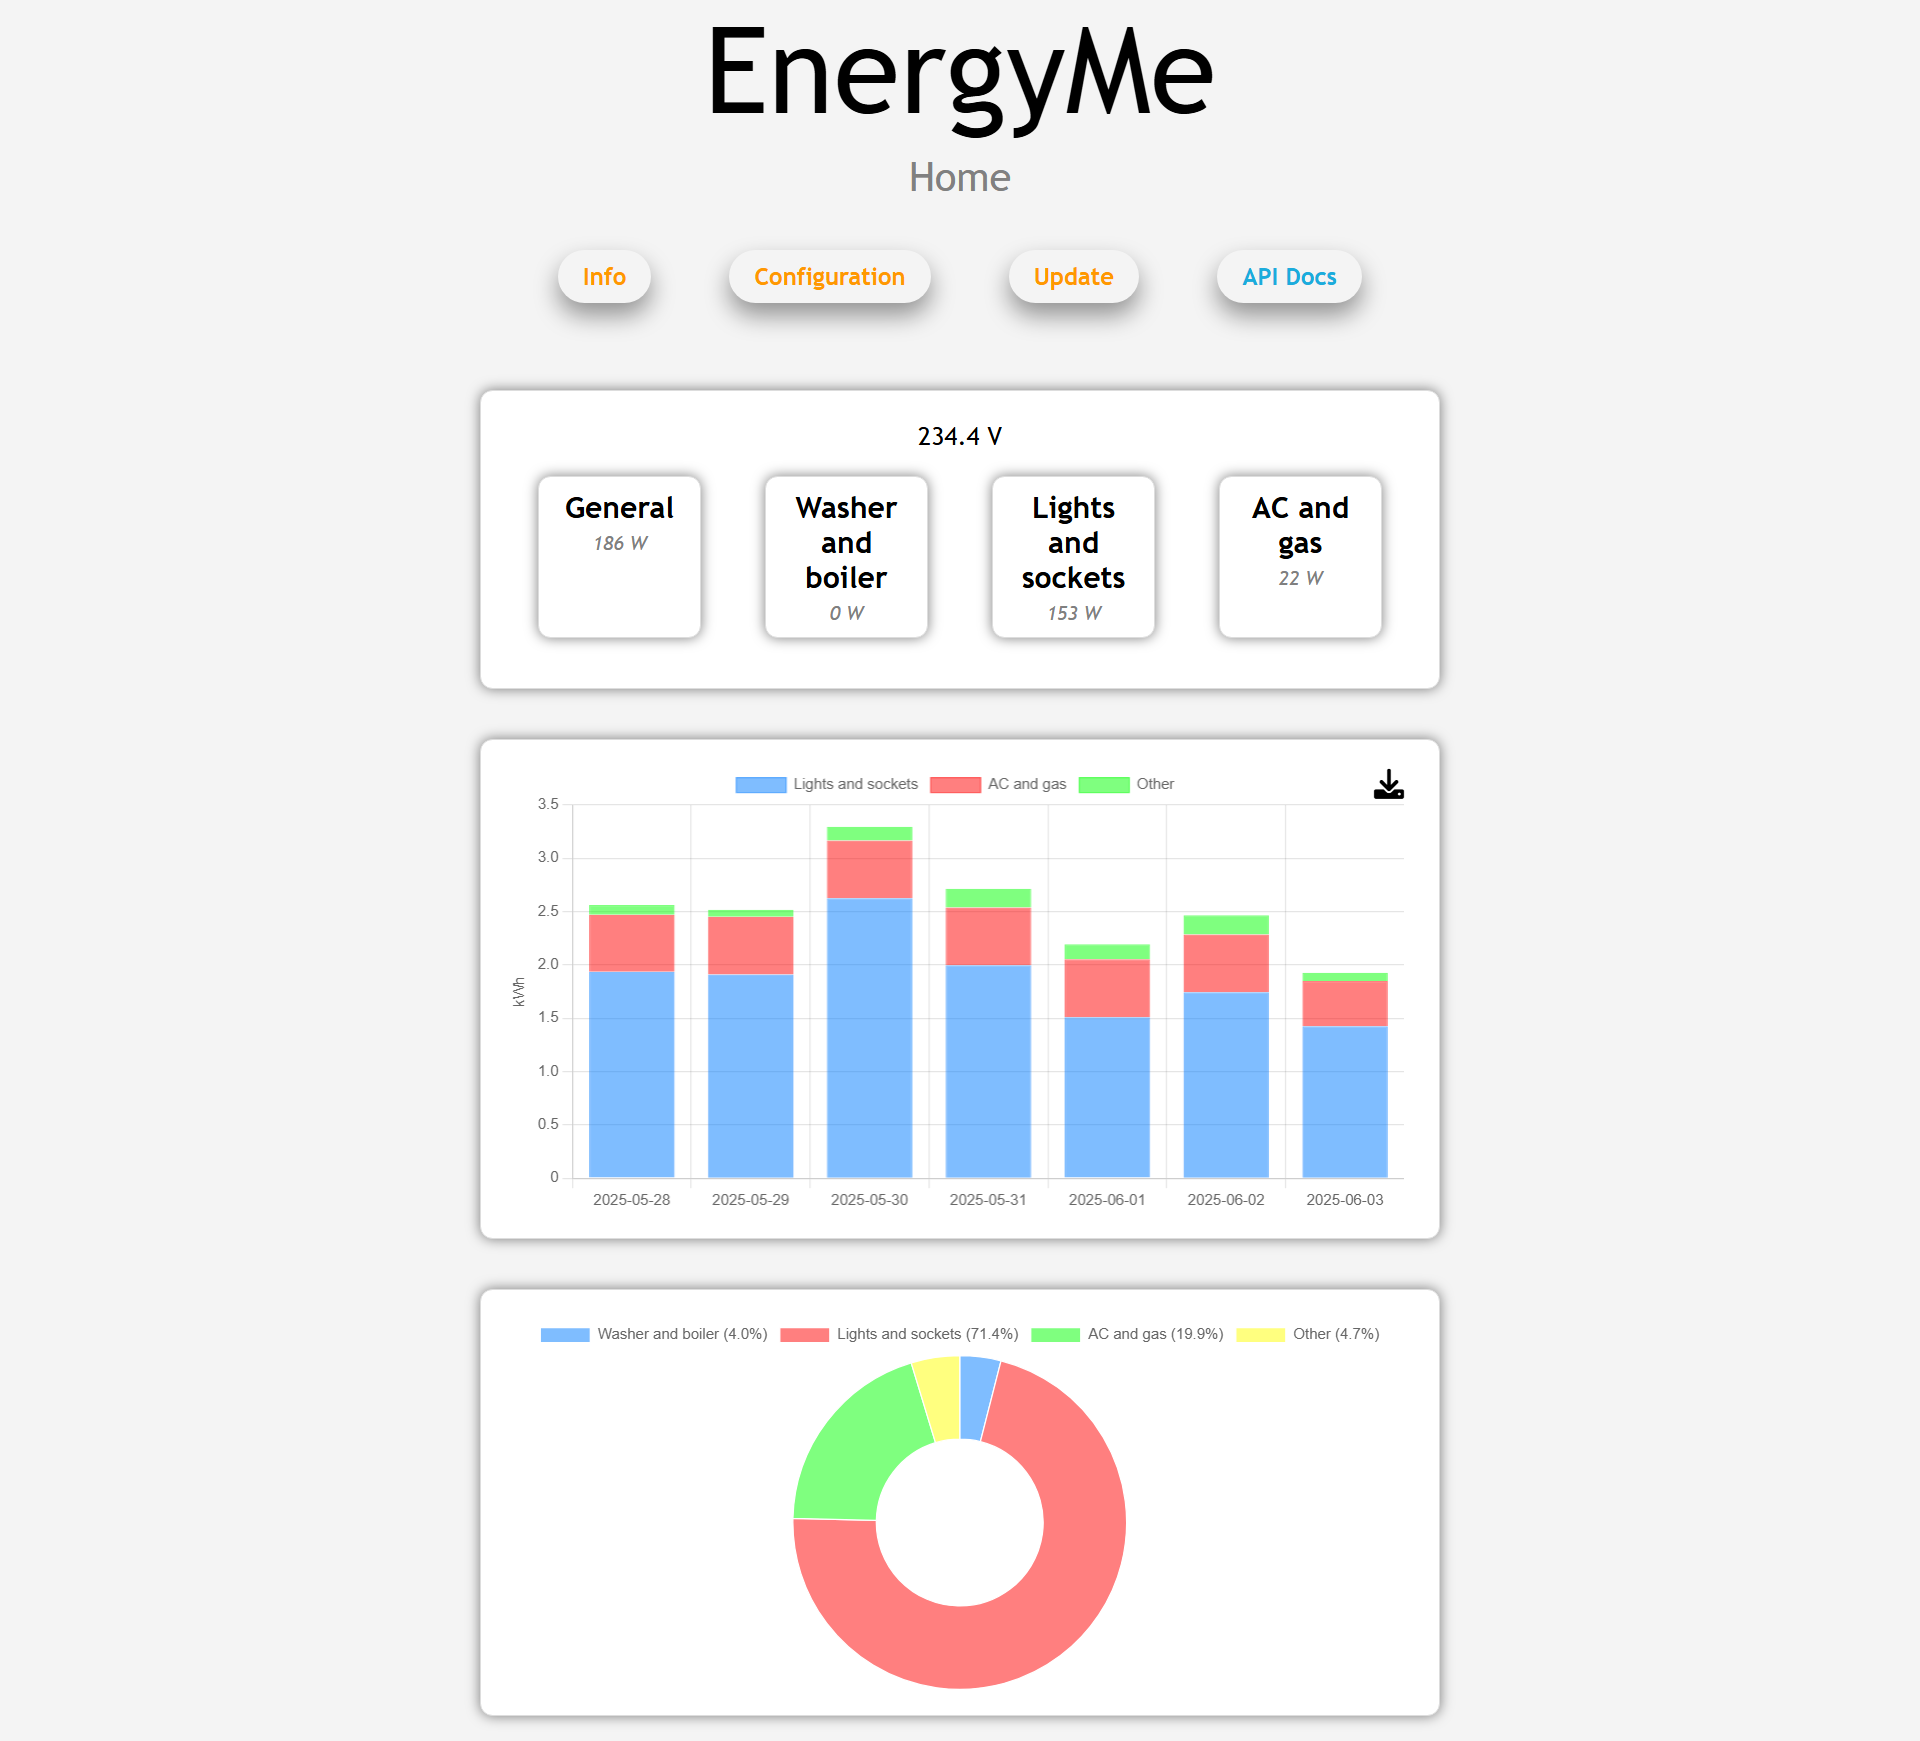 EnergyMe
Home
Info
Configuration
Update
API Docs
234.4 V
General
186 W
Washer
and
boiler
0 W
Lights
and
sockets
153 W
AC and
gas
22 W
Lights and sockets
AC and gas
Other
3.5
3.0
2.5
2.0
1.5
1.0
0.5
0
kWh
2025-05-28
2025-05-29
2025-05-30
2025-05-31
2025-06-01
2025-06-02
2025-06-03
Washer and boiler (4.0%)
Lights and sockets (71.4%)
AC and gas (19.9%)
Other (4.7%)